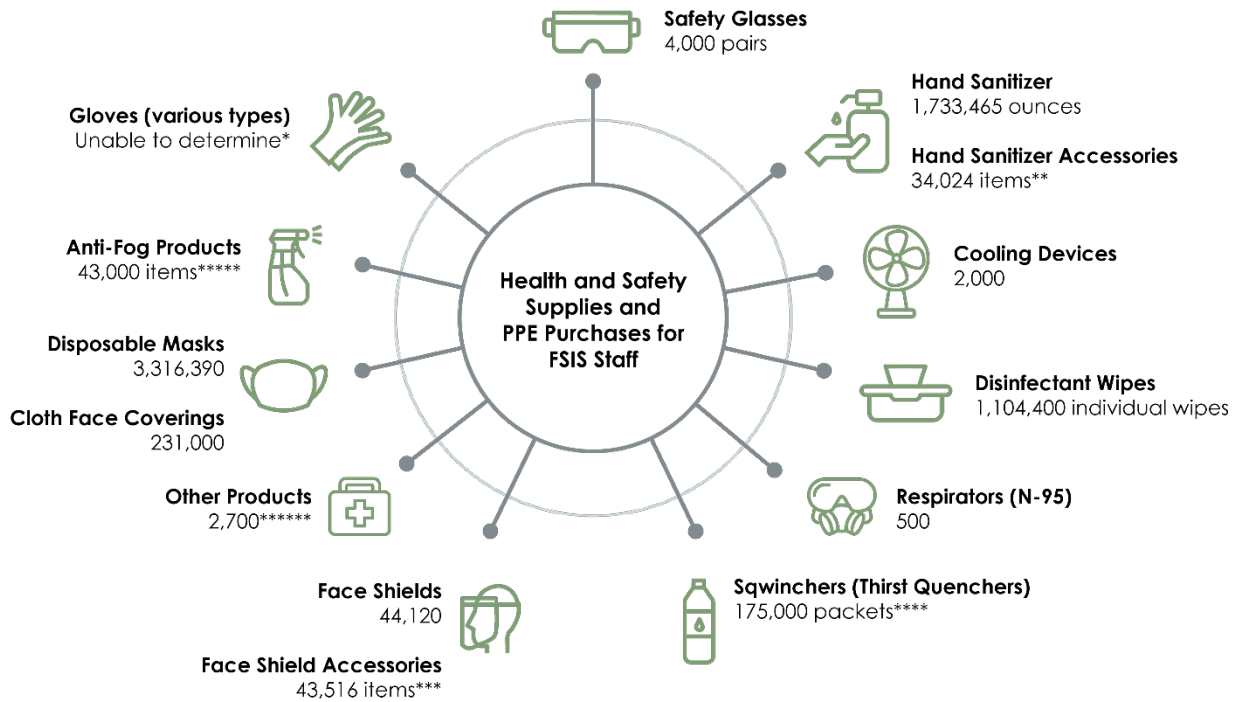 Safety Glasses
4,000 pairs
Hand Sanitizer
1,733,465 ounces
Hand Sanitizer Accessories
34,024 items**
Cooling Devices
2,000
Disinfectant Wipes
1,104,400 individual wipes
Respirators (N-95)
500
Sqwinchers (Thirst Quenchers)
175,000 packets****
Face Shields
44,120
Face Shield Accessories
43,516 items***
Other Products
2,700******
Disposable Masks
3,316,390
Cloth Face Coverings
231,000
Anti-Fog Products
43,000 items*****
Gloves (various types)
Unable to determine*
Health and Safety
Supplies and
PPE Purchases for
FSIS Staff